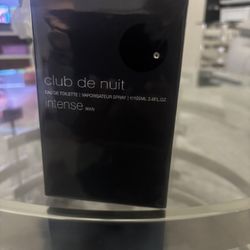 club de nuit
EAU DE TOILETTE | VAPORISATEUR SPRAY | 105ML 3.6FL.OZ
intense MAN